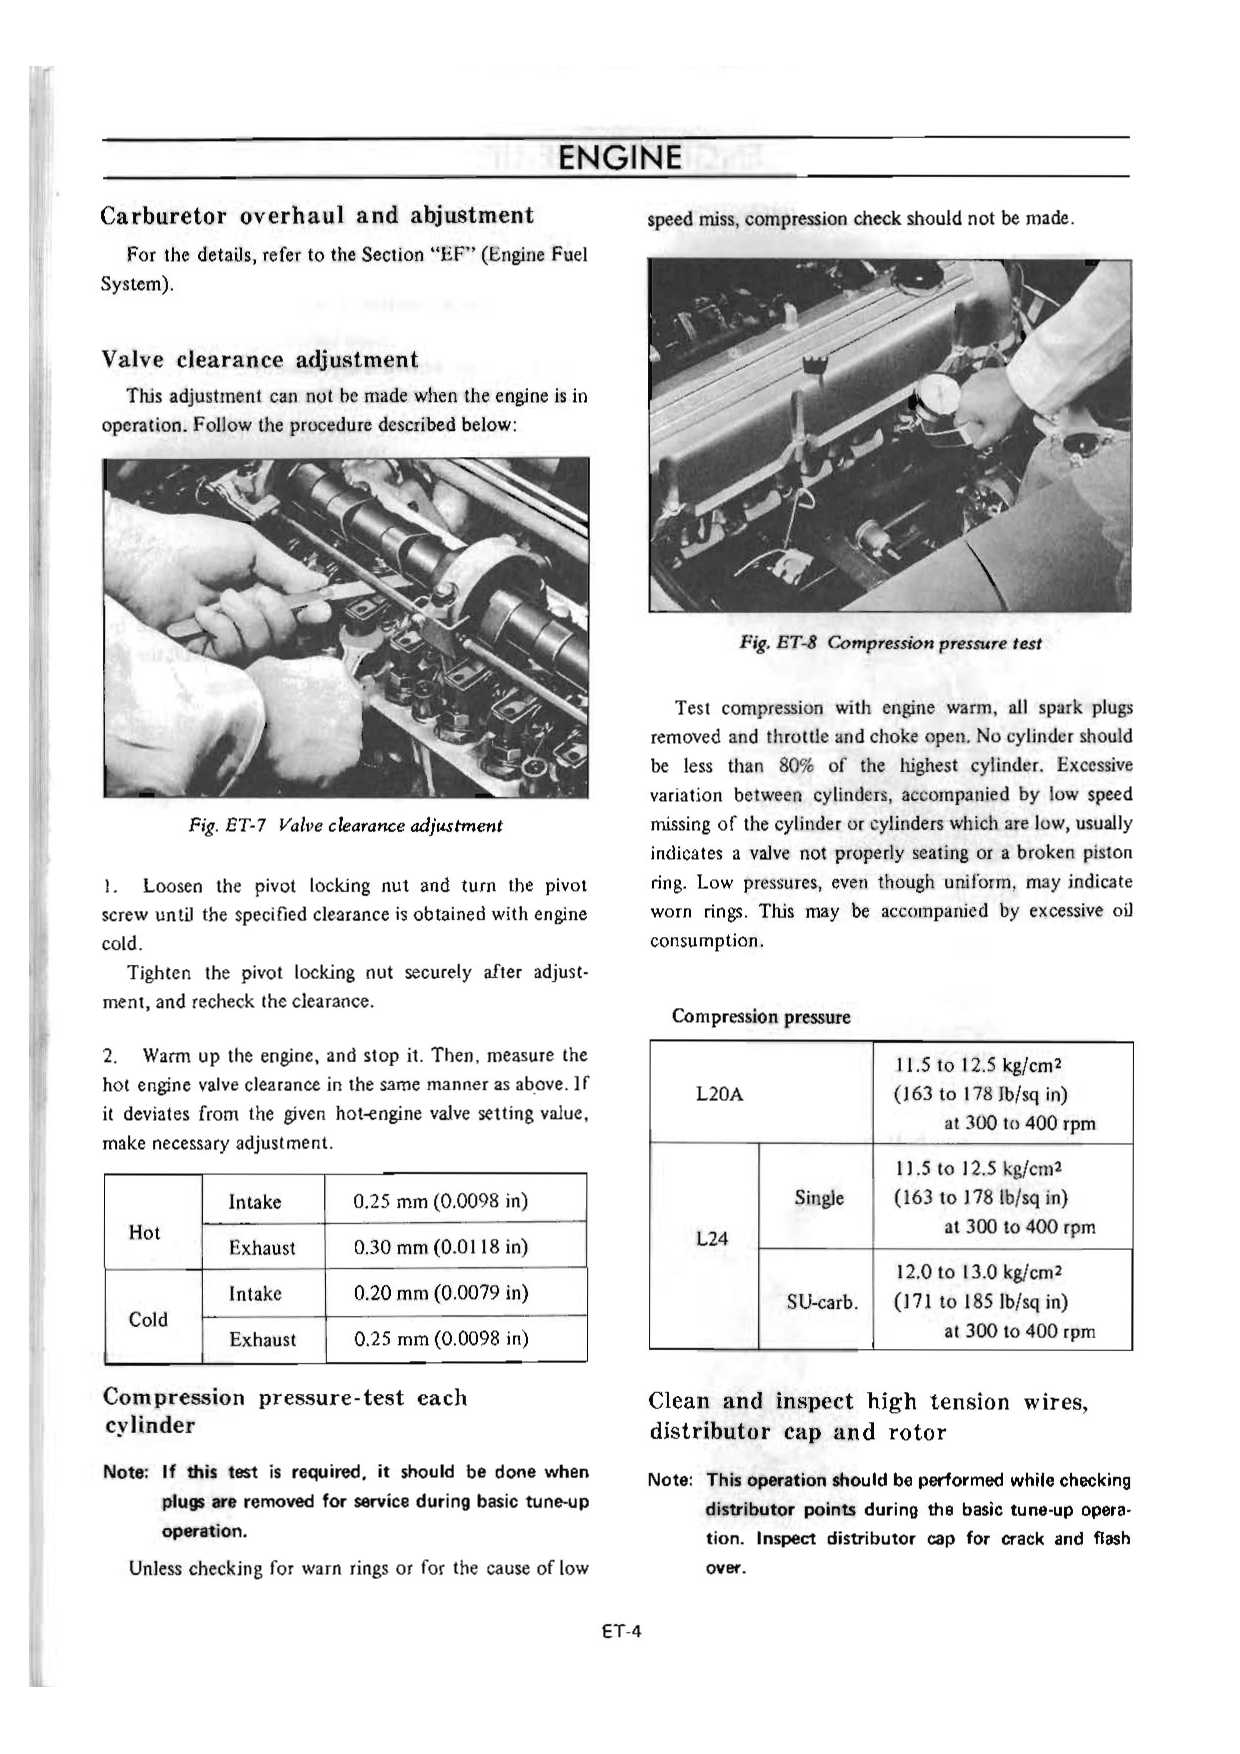 ENGINE
Carburetor overhaul and abjustment
For the details, refer to the Section “EF” (Engine Fuel
System).
Valve clearance adjustment
This adjustment can not be made when the engine is in
operation. Follow the procedure described below:
Fig. ET-7 Valve clearance adjustment
1. Loosen the pivot locking nut and turn the pivot
screw until the specified clearance is obtained with engine
cold.
Tighten the pivot locking nut securely after adjust-
ment, and recheck the clearance.
2. Warm up the engine, and stop it. Then, measure the
hot engine valve clearance in the same manner as above. If
it deviates from the given hot-engine valve setting value,
make necessary adjustment.
Hot
Intake 0.25 mm (0.0098 in)
Exhaust 0.30 mm (0.0118 in)
Cold
Intake 0.20 mm (0.0079 in)
Exhaust 0.25 mm (0.0098 in)
Compression pressure-test each
cylinder
Note: If this test is required, it should be done when
plugs are removed for service during basic tune-up
operation.
Unless checking for warn rings or for the cause of low
speed miss, compression check should not be made.
Fig. ET-8 Compression pressure test
Test compression with engine warm, all spark plugs
removed and throttle and choke open. No cylinder should
be less than 80% of the highest cylinder. Excessive
variation between cylinders, accompanied by low speed
missing of the cylinder or cylinders which are low, usually
indicates a valve not properly seating or a broken piston
ring. Low pressures, even though uniform, may indicate
worn rings. This may be accompanied by excessive oil
consumption.
Compression pressure
L20A
11.5 to 12.5 kg/cm²
(163 to 178 lb/sq in)
at 300 to 400 rpm
L24
Single
11.5 to 12.5 kg/cm²
(163 to 178 lb/sq in)
at 300 to 400 rpm
SU-carb.
12.0 to 13.0 kg/cm²
(171 to 185 lb/sq in)
at 300 to 400 rpm
Clean and inspect high tension wires,
distributor cap and rotor
Note: This operation should be performed while checking
distributor points during the basic tune-up opera-
tion. Inspect distributor cap for crack and flash
over.
ET-4